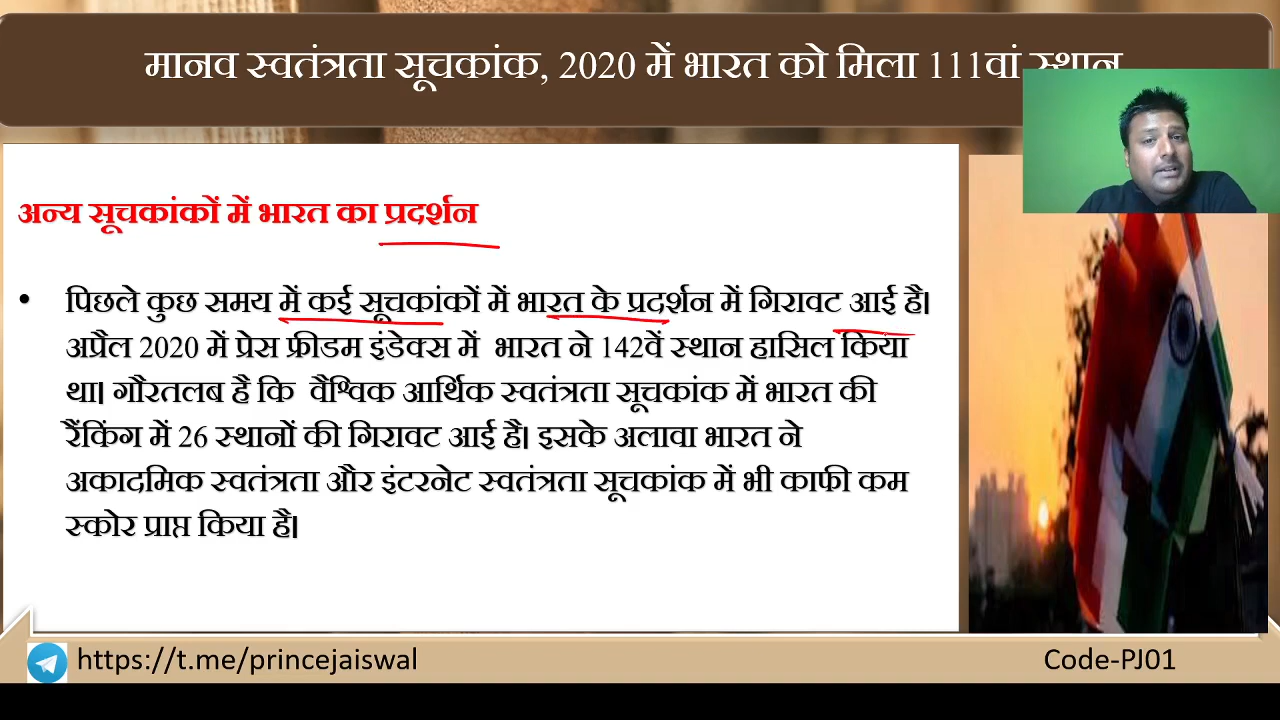 मानव स्वतंत्रता सूचकांक, 2020 में भारत को मिला 111वां स्थान
अन्य सूचकांकों में भारत का प्रदर्शन
• पिछले कुछ समय में कई सूचकांकों में भारत के प्रदर्शन में गिरावट आई है।
अप्रैल 2020 में प्रेस फ्रीडम इंडेक्स में भारत ने 142वें स्थान हासिल किया
था। गौरतलब है कि वैश्विक आर्थिक स्वतंत्रता सूचकांक में भारत की
रैंकिंग में 26 स्थानों की गिरावट आई है। इसके अलावा भारत ने
अकादमिक स्वतंत्रता और इंटरनेट स्वतंत्रता सूचकांक में भी काफी कम
स्कोर प्राप्त किया है।
https://t.me/princejaiswal
Code-PJ01